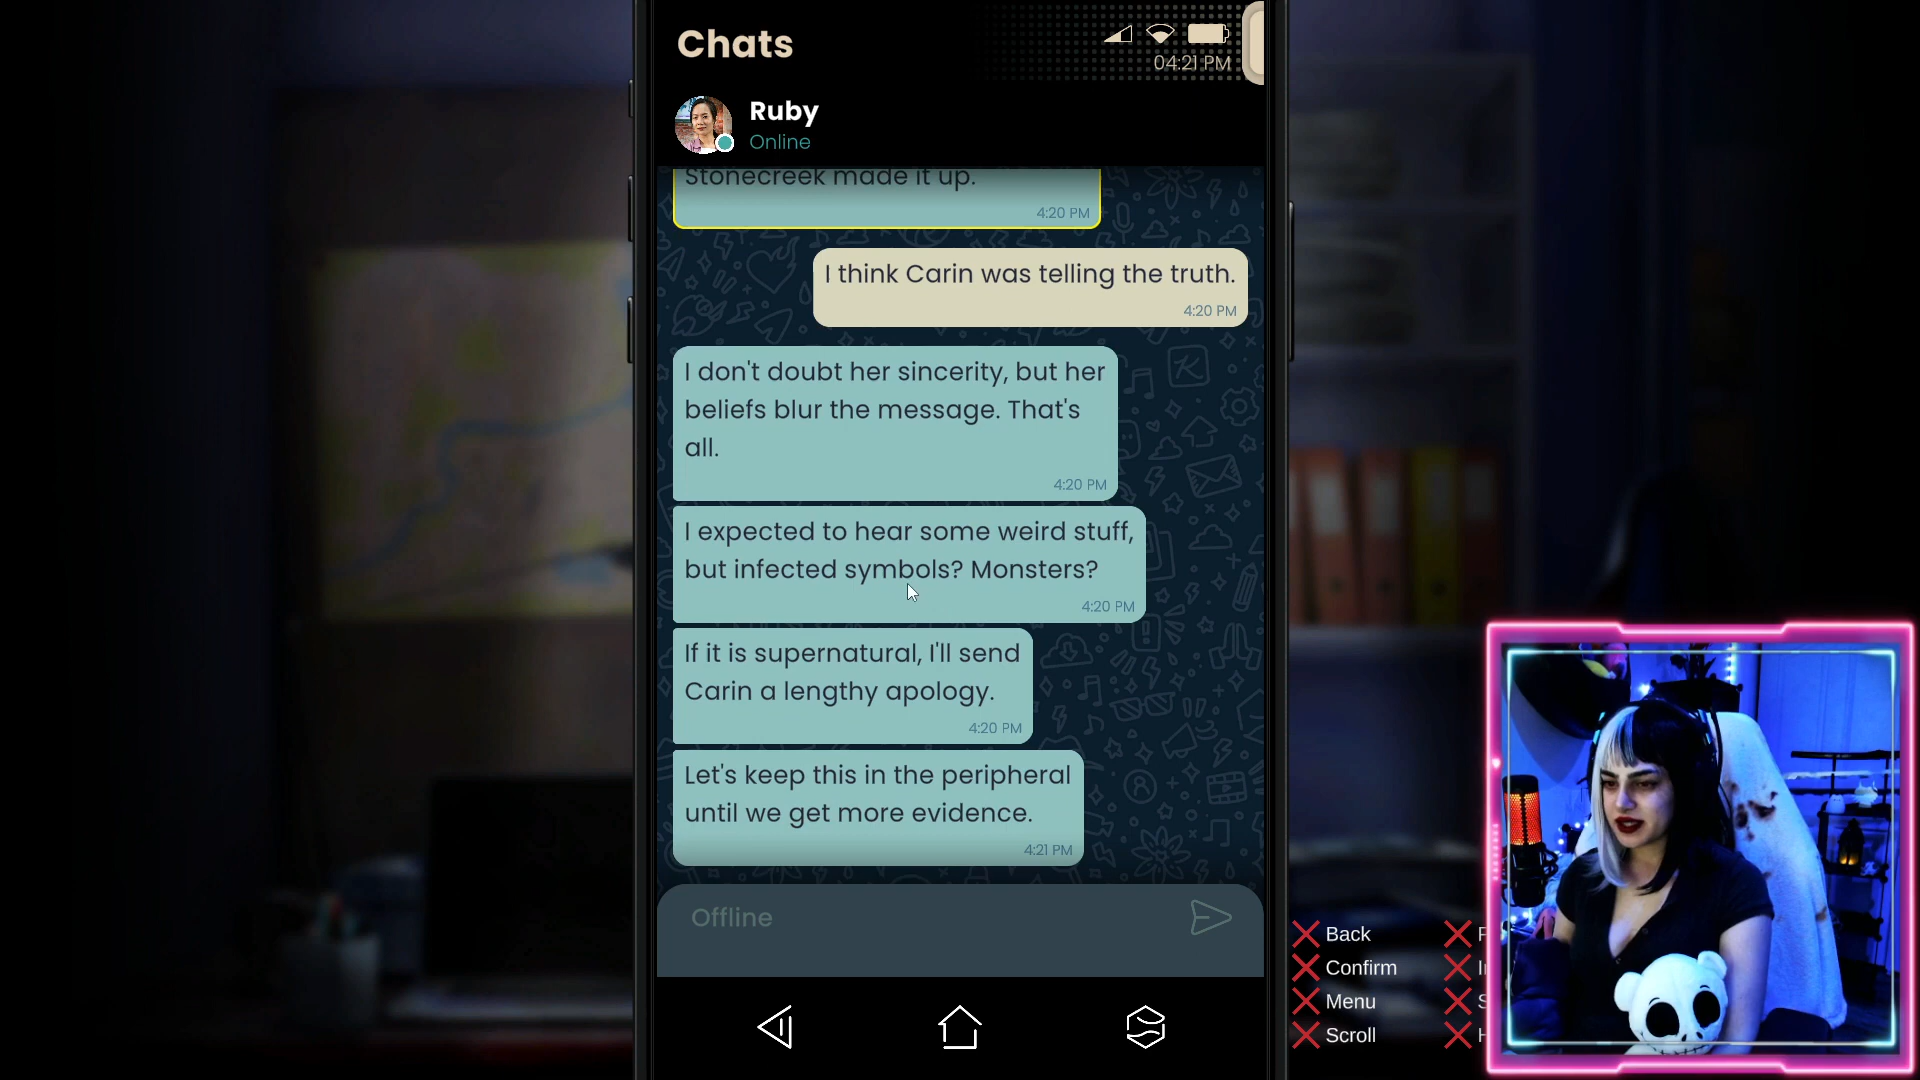 Chats
04:21 PM
Ruby
Online
Stonecreek made it up.
4:20 PM
I think Carin was telling the truth.
4:20 PM
I don't doubt her sincerity, but her
beliefs blur the message. That's
all.
4:20 PM
I expected to hear some weird stuff,
but infected symbols? Monsters?
4:20 PM
If it is supernatural, I'll send
Carin a lengthy apology.
4:20 PM
Let's keep this in the peripheral
until we get more evidence.
4:21 PM
Offline
Back
Confirm
Menu
Scroll